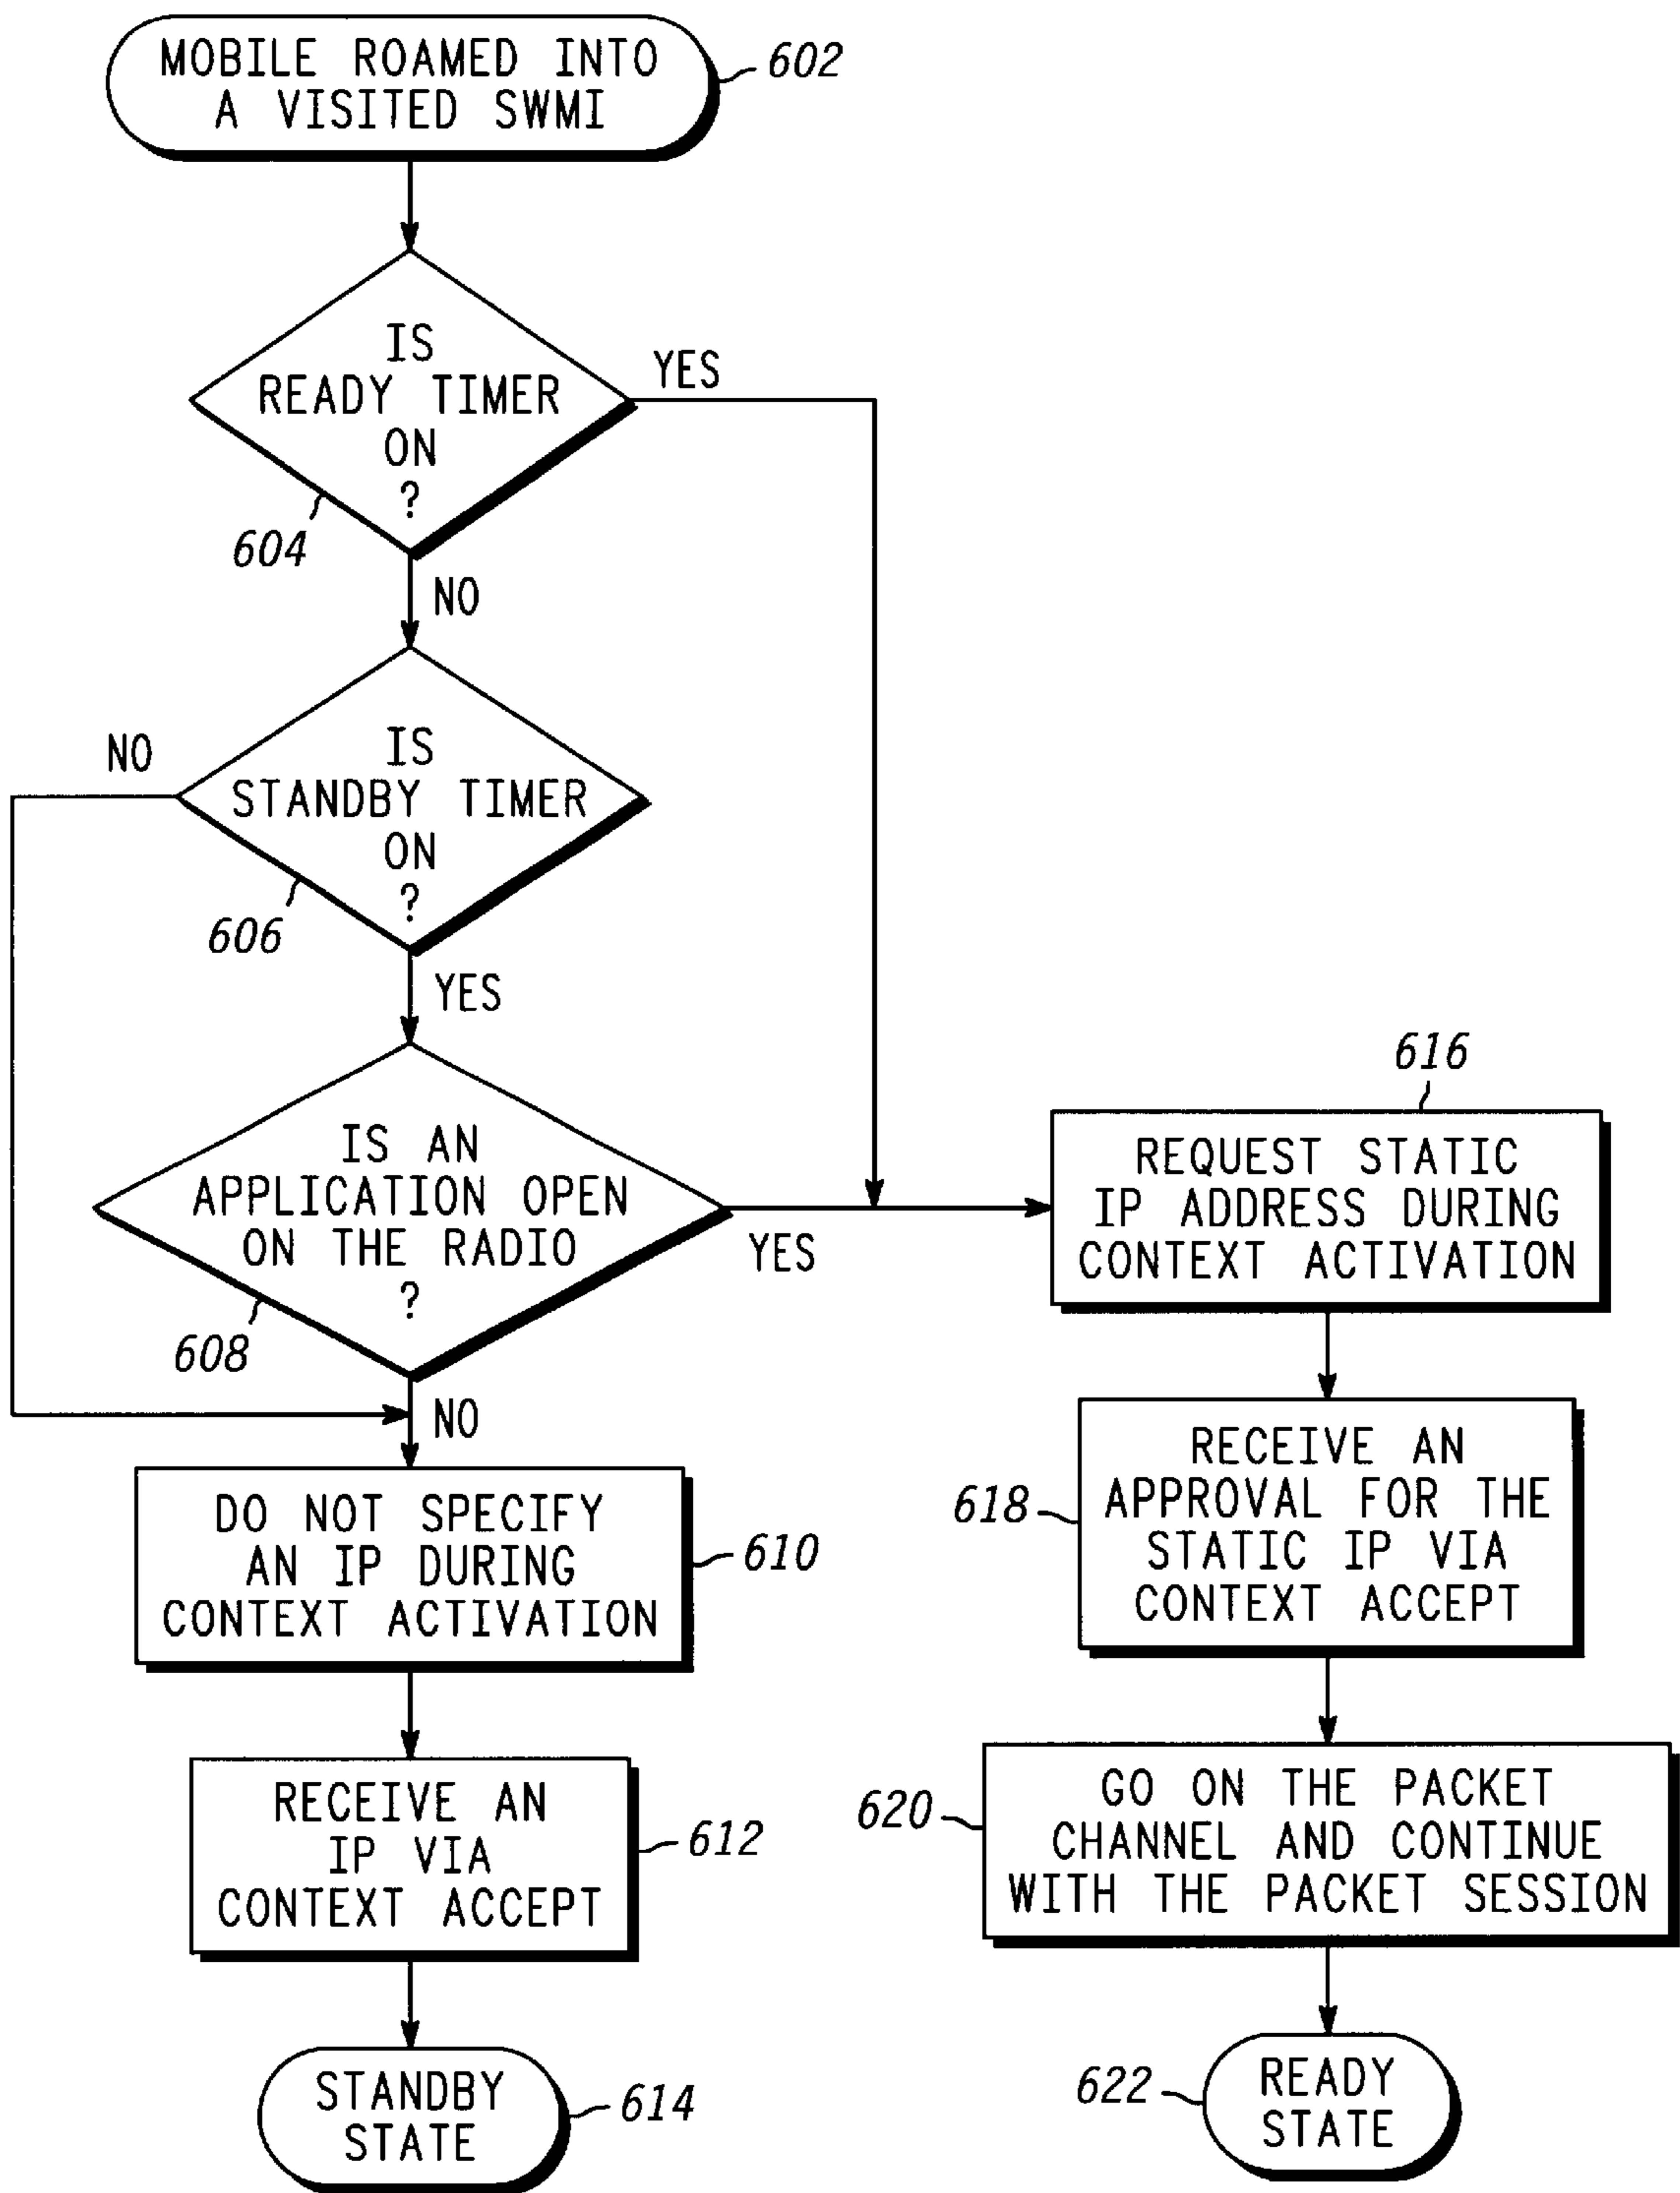 MOBILE ROAMED INTO
A VISITED SWMI
602
IS
READY TIMER
ON
?
YES
604
NO
IS
STANDBY TIMER
ON
?
NO
606
YES
IS AN
APPLICATION OPEN
ON THE RADIO
?
YES
608
NO
DO NOT SPECIFY
AN IP DURING
CONTEXT ACTIVATION
610
RECEIVE AN
IP VIA
CONTEXT ACCEPT
612
STANDBY
STATE
614
616
REQUEST STATIC
IP ADDRESS DURING
CONTEXT ACTIVATION
RECEIVE AN
APPROVAL FOR THE
STATIC IP VIA
CONTEXT ACCEPT
618
GO ON THE PACKET
CHANNEL AND CONTINUE
WITH THE PACKET SESSION
620
READY
STATE
622